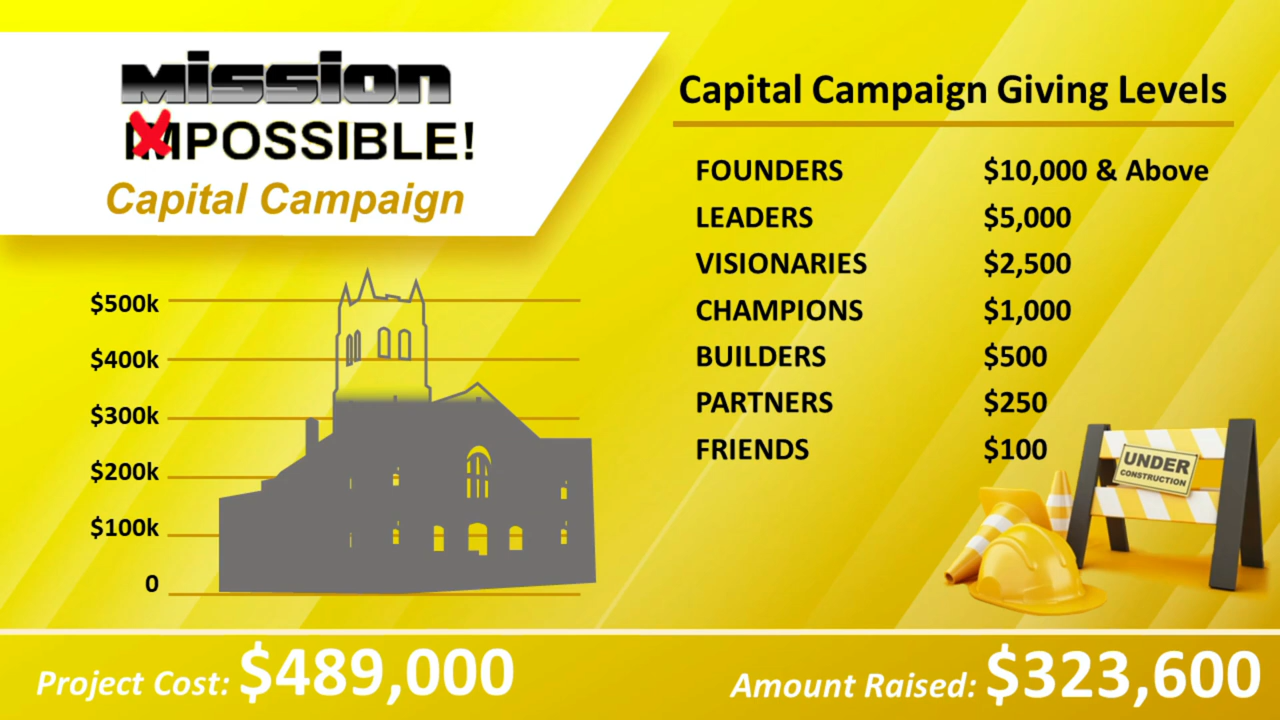 Mission
IMPOSSIBLE!
Capital Campaign
$500k
$400k
$300k
$200k
$100k
0
Capital Campaign Giving Levels
FOUNDERS $10,000 & Above
LEADERS $5,000
VISIONARIES $2,500
CHAMPIONS $1,000
BUILDERS $500
PARTNERS $250
FRIENDS $100
UNDER
CONSTRUCTION
Project Cost: $489,000
Amount Raised: $323,600